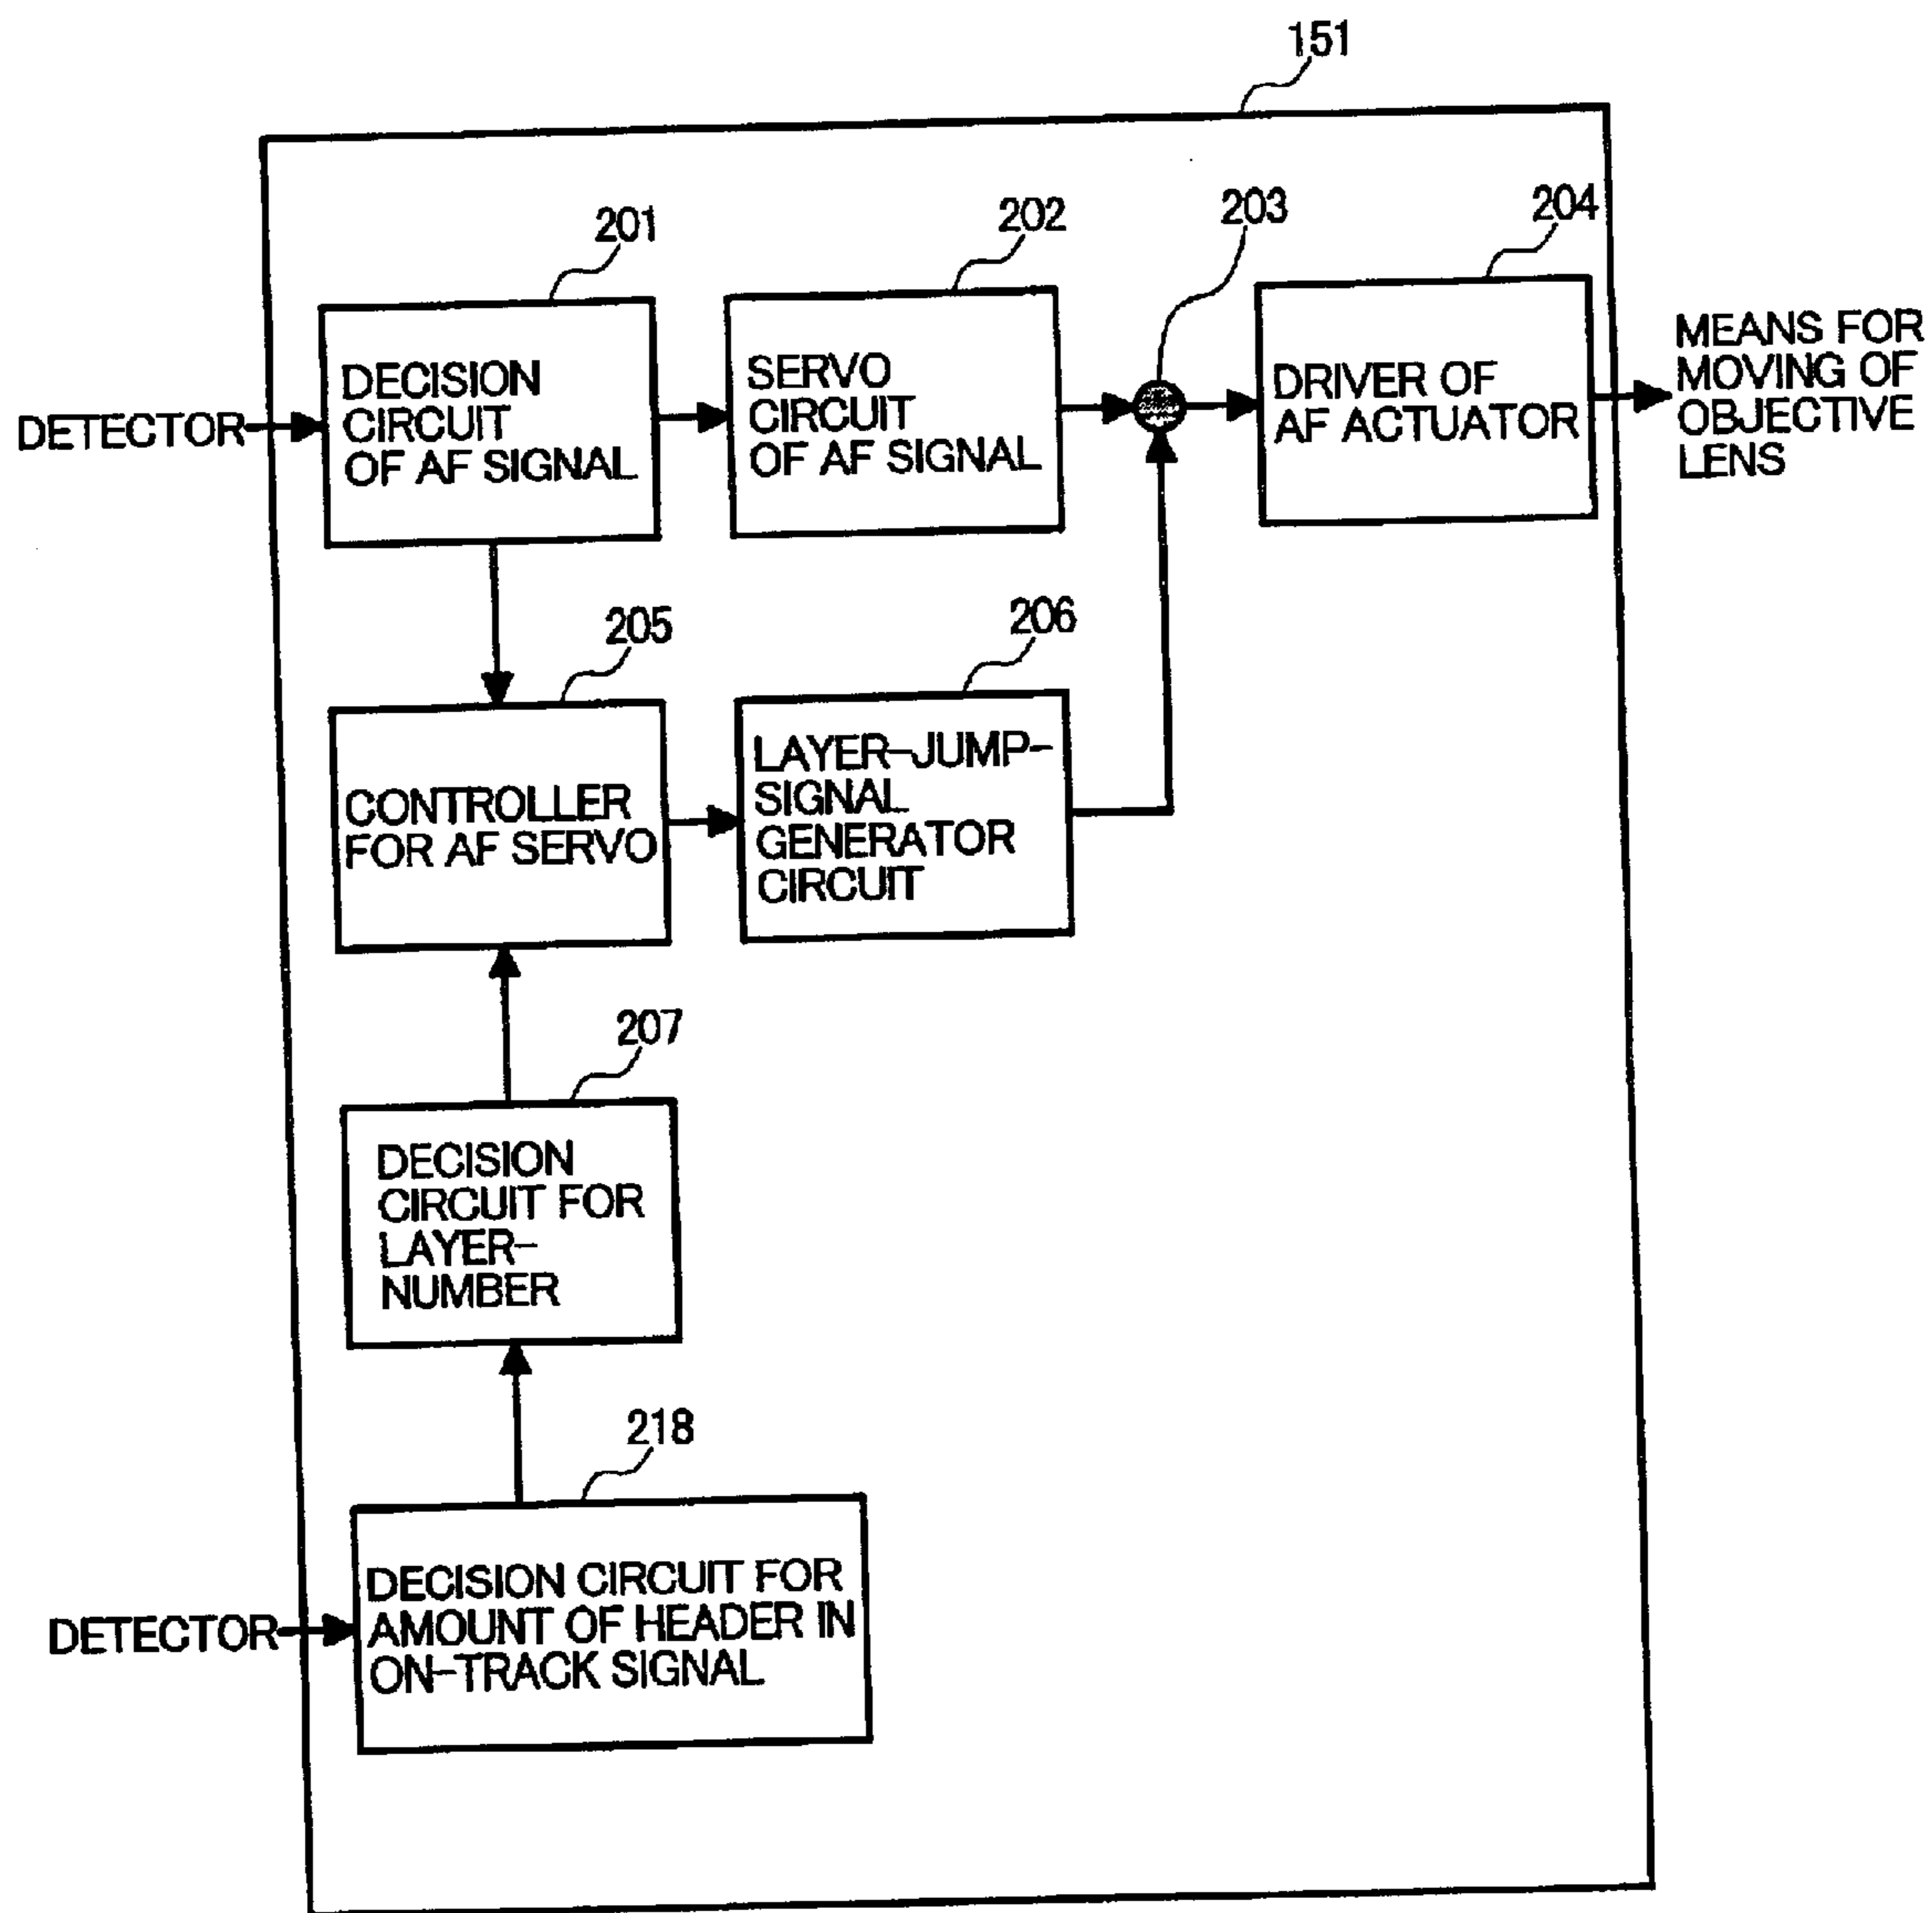 151
201
202
203
204
DETECTOR
DECISION
CIRCUIT
OF AF SIGNAL
SERVO
CIRCUIT
OF AF SIGNAL
DRIVER OF
AF ACTUATOR
MEANS FOR
MOVING OF
OBJECTIVE
LENS
205
206
CONTROLLER
FOR AF SERVO
LAYER-JUMP-
SIGNAL
GENERATOR
CIRCUIT
207
DECISION
CIRCUIT FOR
LAYER-
NUMBER
218
DETECTOR
DECISION CIRCUIT FOR
AMOUNT OF HEADER IN
ON-TRACK SIGNAL